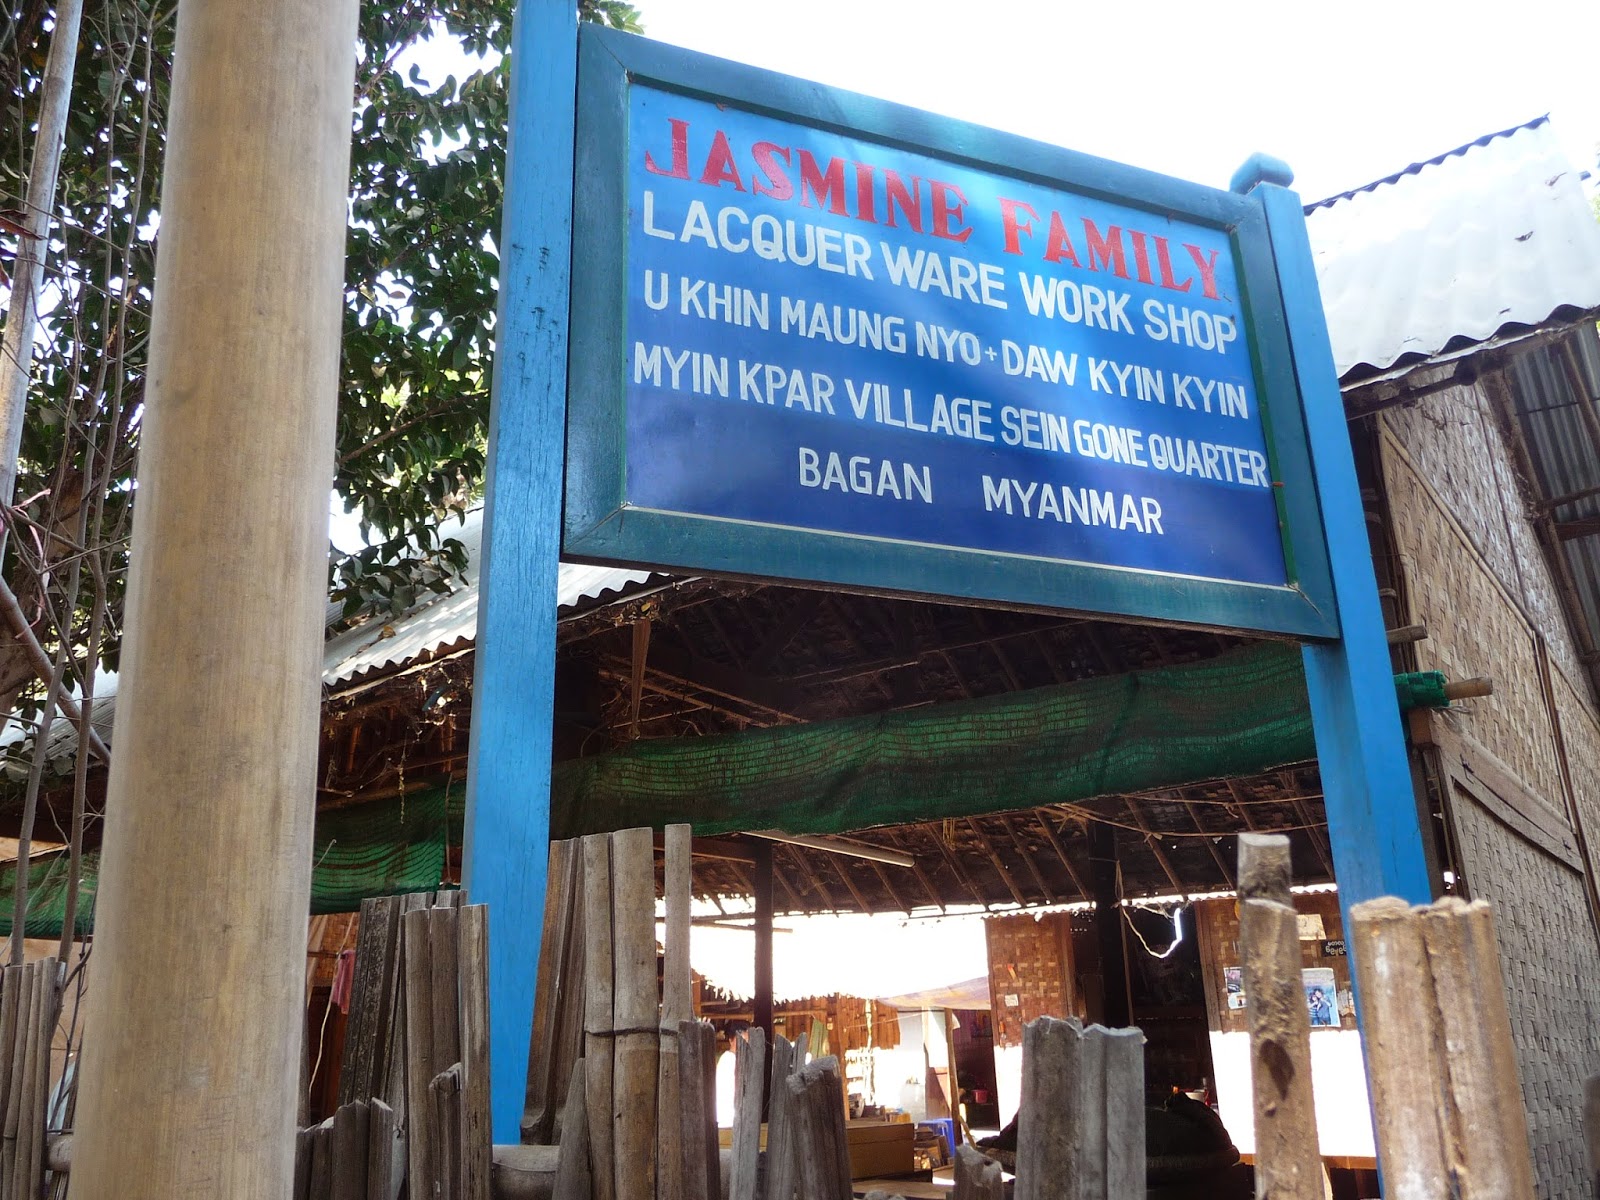 JASMINE FAMILY
LACQUER WARE WORK SHOP
U KHIN MAUNG NYO + DAW KYIN KYIN
MYIN KPAR VILLAGE SEIN GONE QUARTER
BAGAN MYANMAR